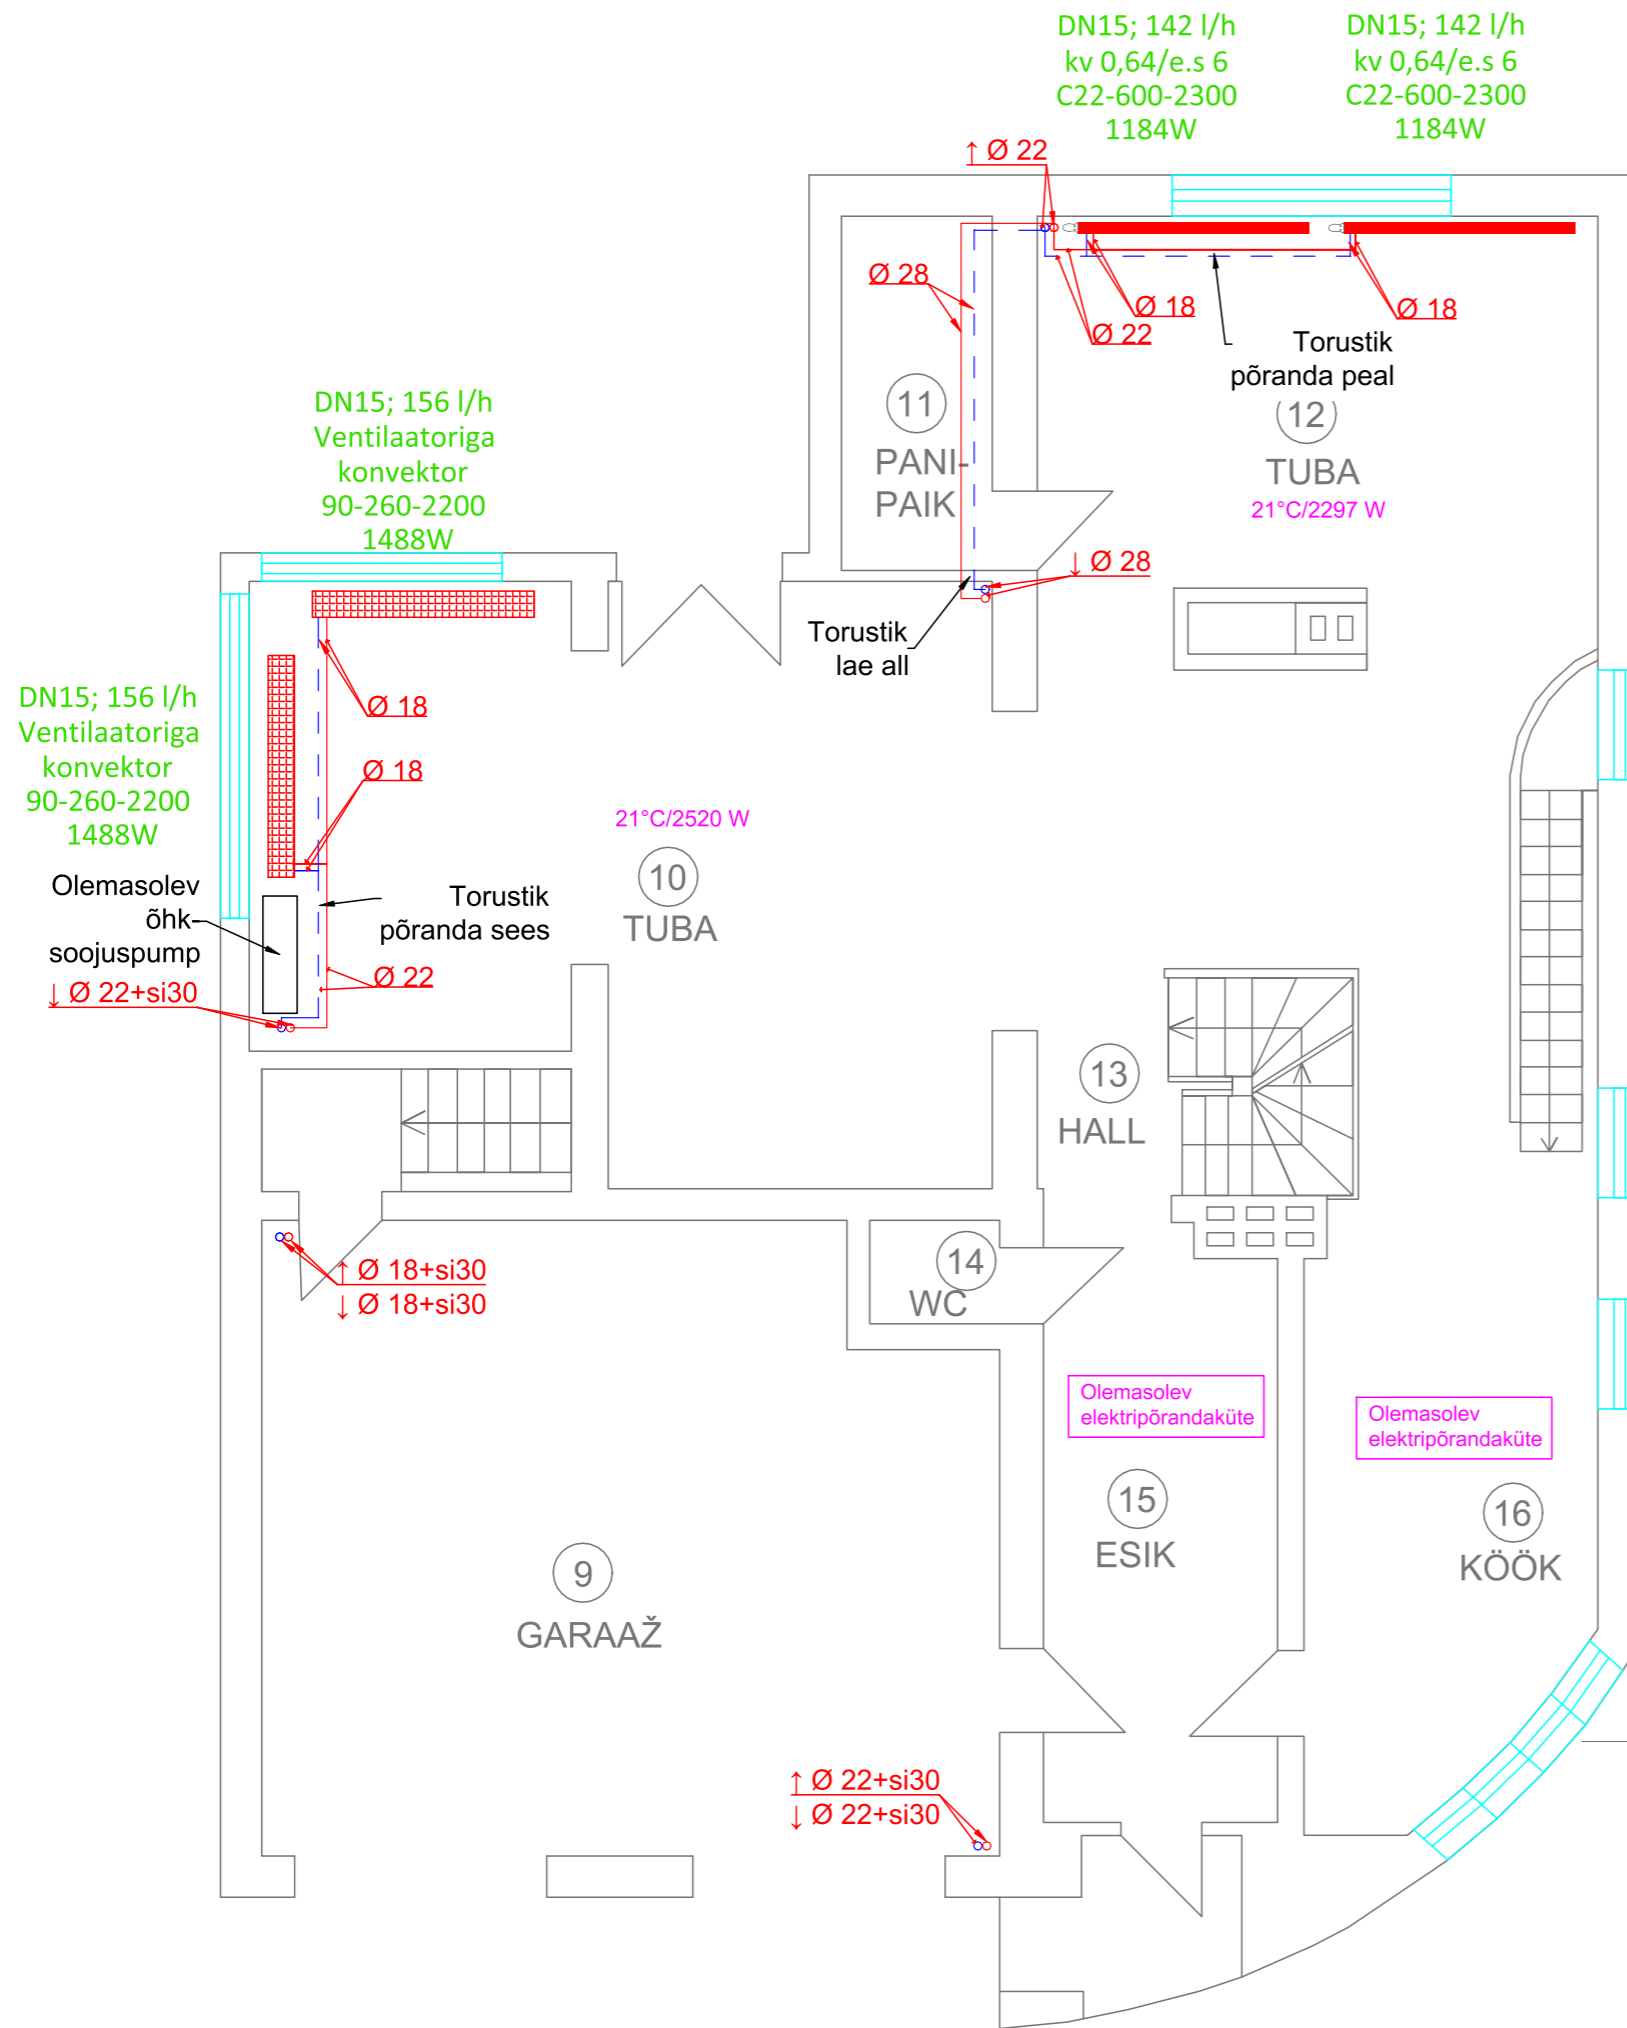 DN15; 142 l/h
kv 0,64/e.s 6
C22-600-2300
1184W
DN15; 142 l/h
kv 0,64/e.s 6
C22-600-2300
1184W
↑ Ø 22
Ø 28
Ø 18
Ø 22
Ø 18
Torustik
põranda peal
11
PANI-
PAIK
12
TUBA
21°C/2297 W
DN15; 156 l/h
Ventilaatoriga
konvektor
90-260-2200
1488W
↓ Ø 28
Torustik
lae all
DN15; 156 l/h
Ventilaatoriga
konvektor
90-260-2200
1488W
Ø 18
Ø 18
21°C/2520 W
10
TUBA
Olemasolev
õhk-
soojuspump
Torustik
põranda sees
Ø 22
↓ Ø 22+si30
13
HALL
14
WC
↑ Ø 18+si30
↓ Ø 18+si30
Olemasolev
elektripõrandaküte
Olemasolev
elektripõrandaküte
15
ESIK
16
KÖÖK
9
GARAAŽ
↑ Ø 22+si30
↓ Ø 22+si30